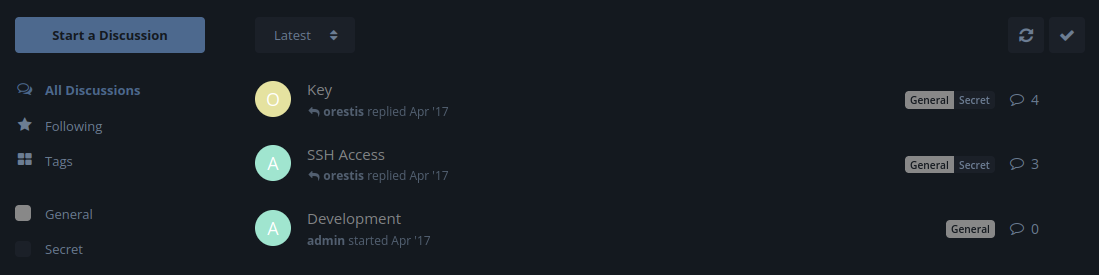 Start a Discussion
Latest
All Discussions
Following
Tags
General
Secret
O
Key
orestis replied Apr '17
General Secret 4
A
SSH Access
orestis replied Apr '17
General Secret 3
A
Development
admin started Apr '17
General 0